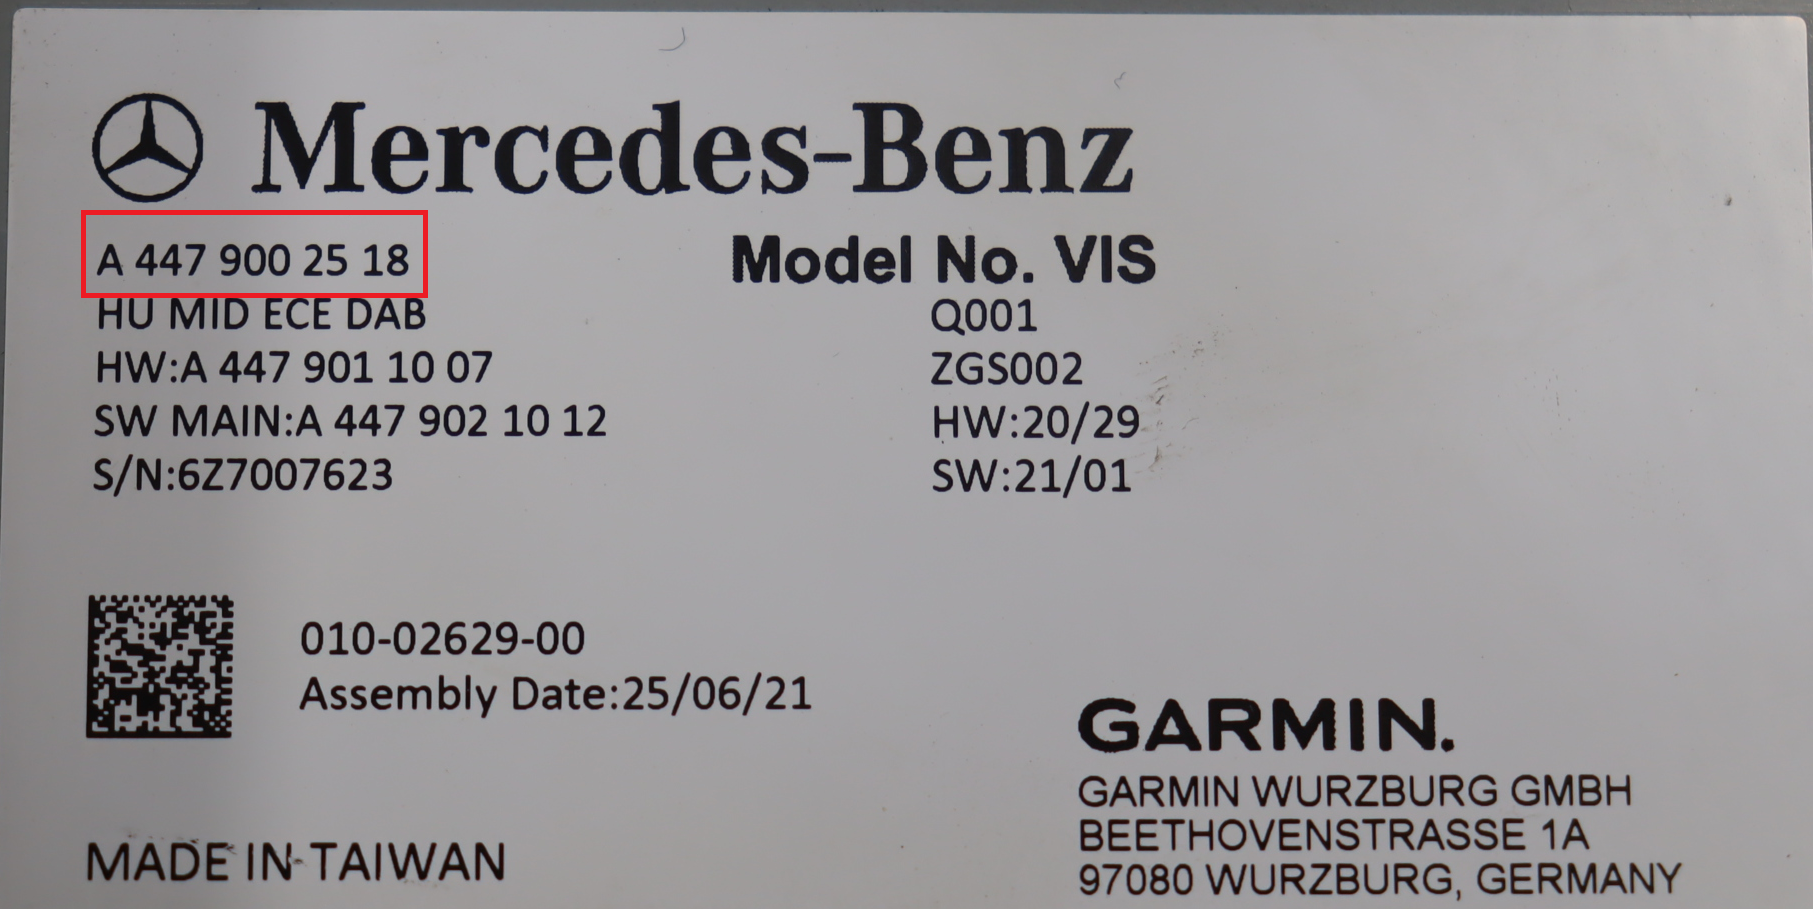 Mercedes-Benz
A 447 900 25 18
Model No. VIS
HU MID ECE DAB
Q001
HW:A 447 901 10 07
ZGS002
SW MAIN:A 447 902 10 12
HW:20/29
S/N:6Z7007623
SW:21/01
010-02629-00
Assembly Date:25/06/21
GARMIN.
GARMIN WURZBURG GMBH
BEETHOVENSTRASSE 1A
97080 WURZBURG, GERMANY
MADE IN TAIWAN